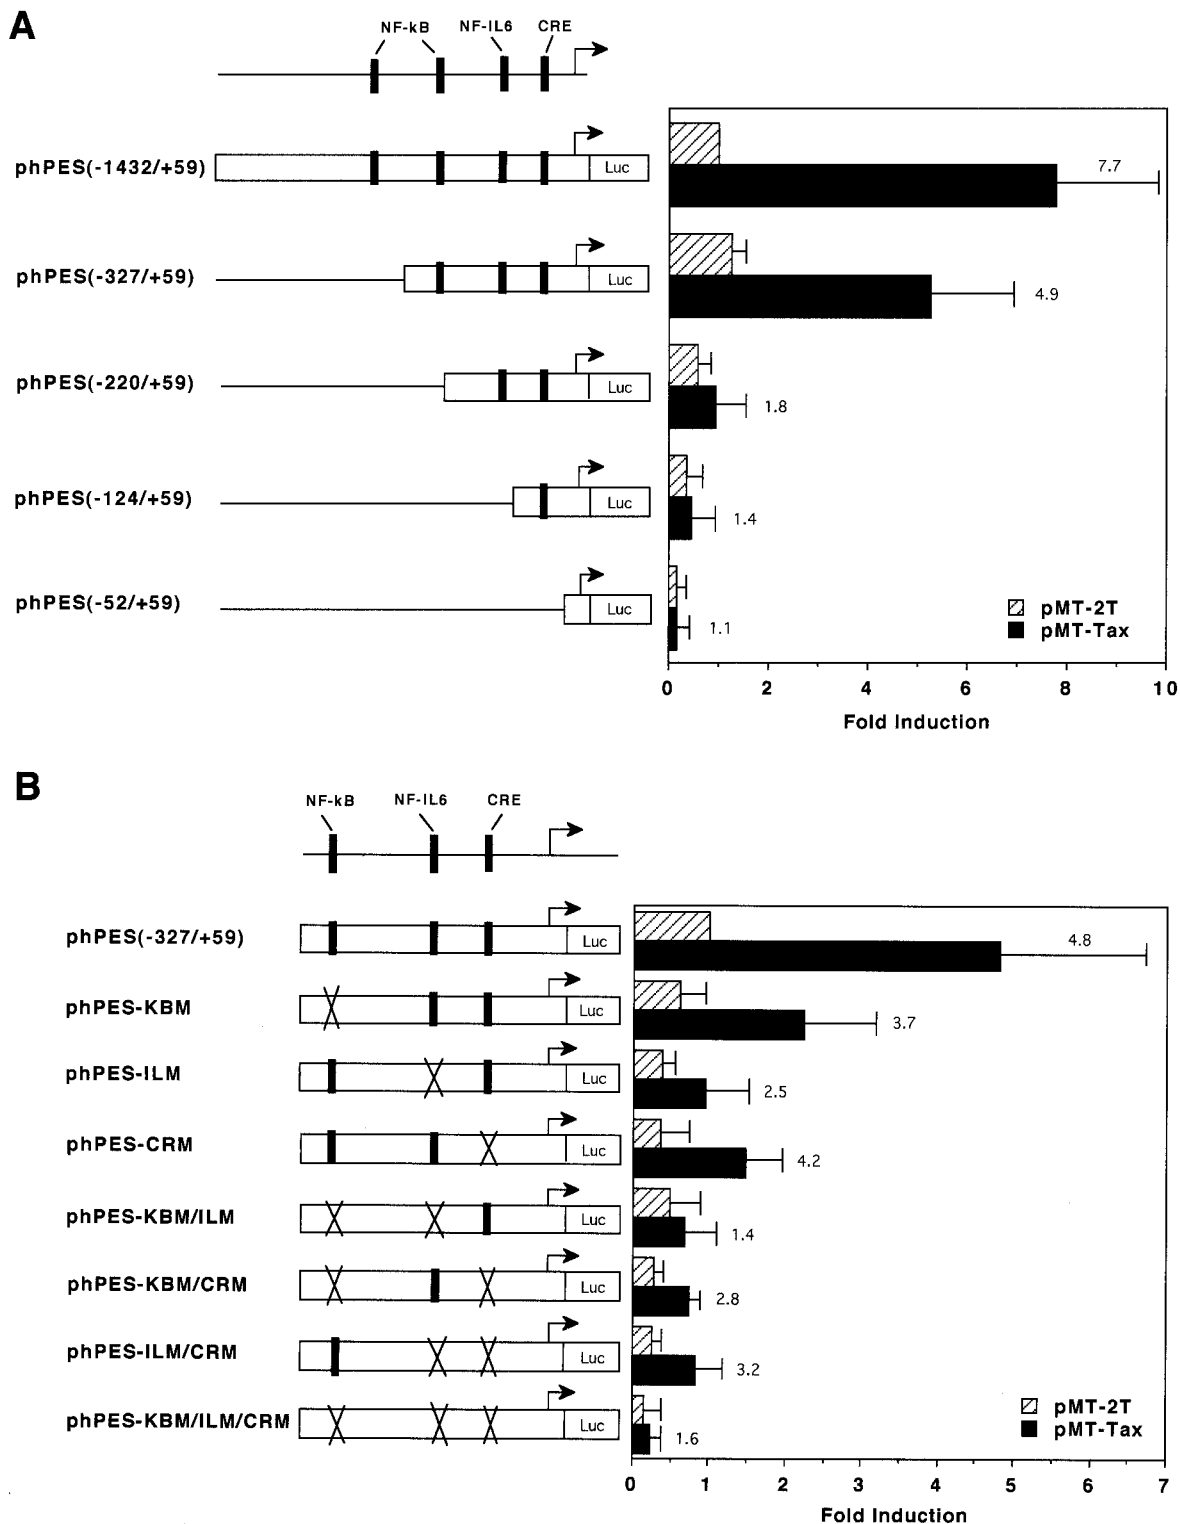 A
NF-kB NF-IL6 CRE
phPES(-1432/+59) Luc 7.7
phPES(-327/+59) Luc 4.9
phPES(-220/+59) Luc 1.8
phPES(-124/+59) Luc 1.4
phPES(-52/+59) Luc 1.1
pMT-2T
pMT-Tax
0 2 4 6 8 10
Fold Induction
B
NF-kB NF-IL6 CRE
phPES(-327/+59) Luc 4.8
phPES-KBM Luc 3.7
phPES-ILM Luc 2.5
phPES-CRM Luc 4.2
phPES-KBM/ILM Luc 1.4
phPES-KBM/CRM Luc 2.8
phPES-ILM/CRM Luc 3.2
phPES-KBM/ILM/CRM Luc 1.6
pMT-2T
pMT-Tax
0 1 2 3 4 5 6 7
Fold Induction